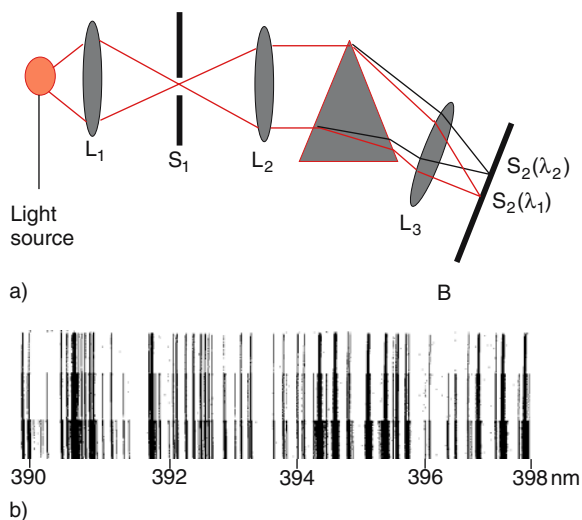 L₁
S₁
L₂
L₃
S₂(λ₂)
S₂(λ₁)
Light
source
a)
B
390 392 394 396 398 nm
b)